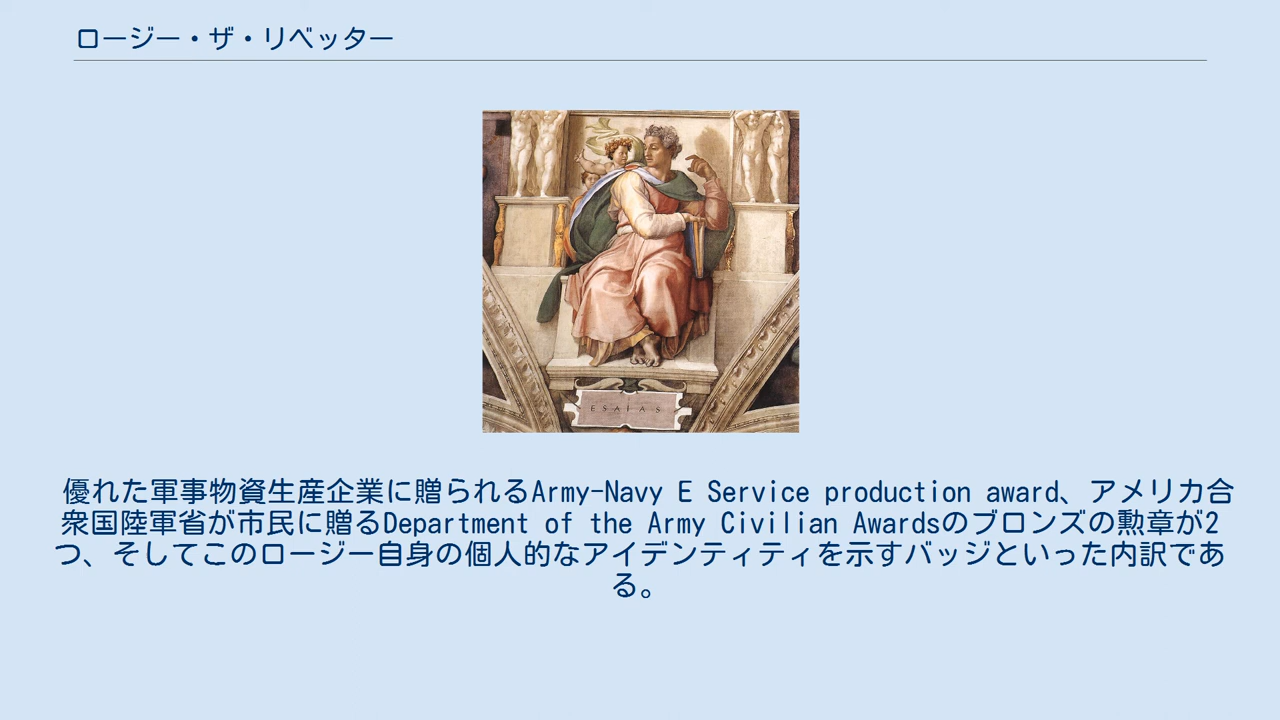 ロージー・ザ・リベッター
ESAIAS
優れた軍事物資生産企業に贈られるArmy-Navy E Service production award、アメリカ合
衆国陸軍省が市民に贈るDepartment of the Army Civilian Awardsのブロンズの勲章が2
つ、そしてこのロージー自身の個人的なアイデンティティを示すバッジといった内訳であ
る。